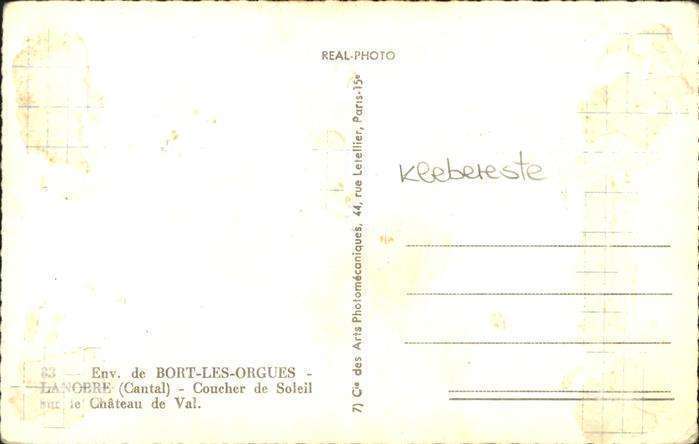 REAL-PHOTO
Klebereste
7) Cie des Arts Photomécaniques, 44, rue Letellier, Paris-15e
83 — Env. de BORT-LES-ORGUES -
LANOBRE (Cantal) - Coucher de Soleil
sur le Château de Val.